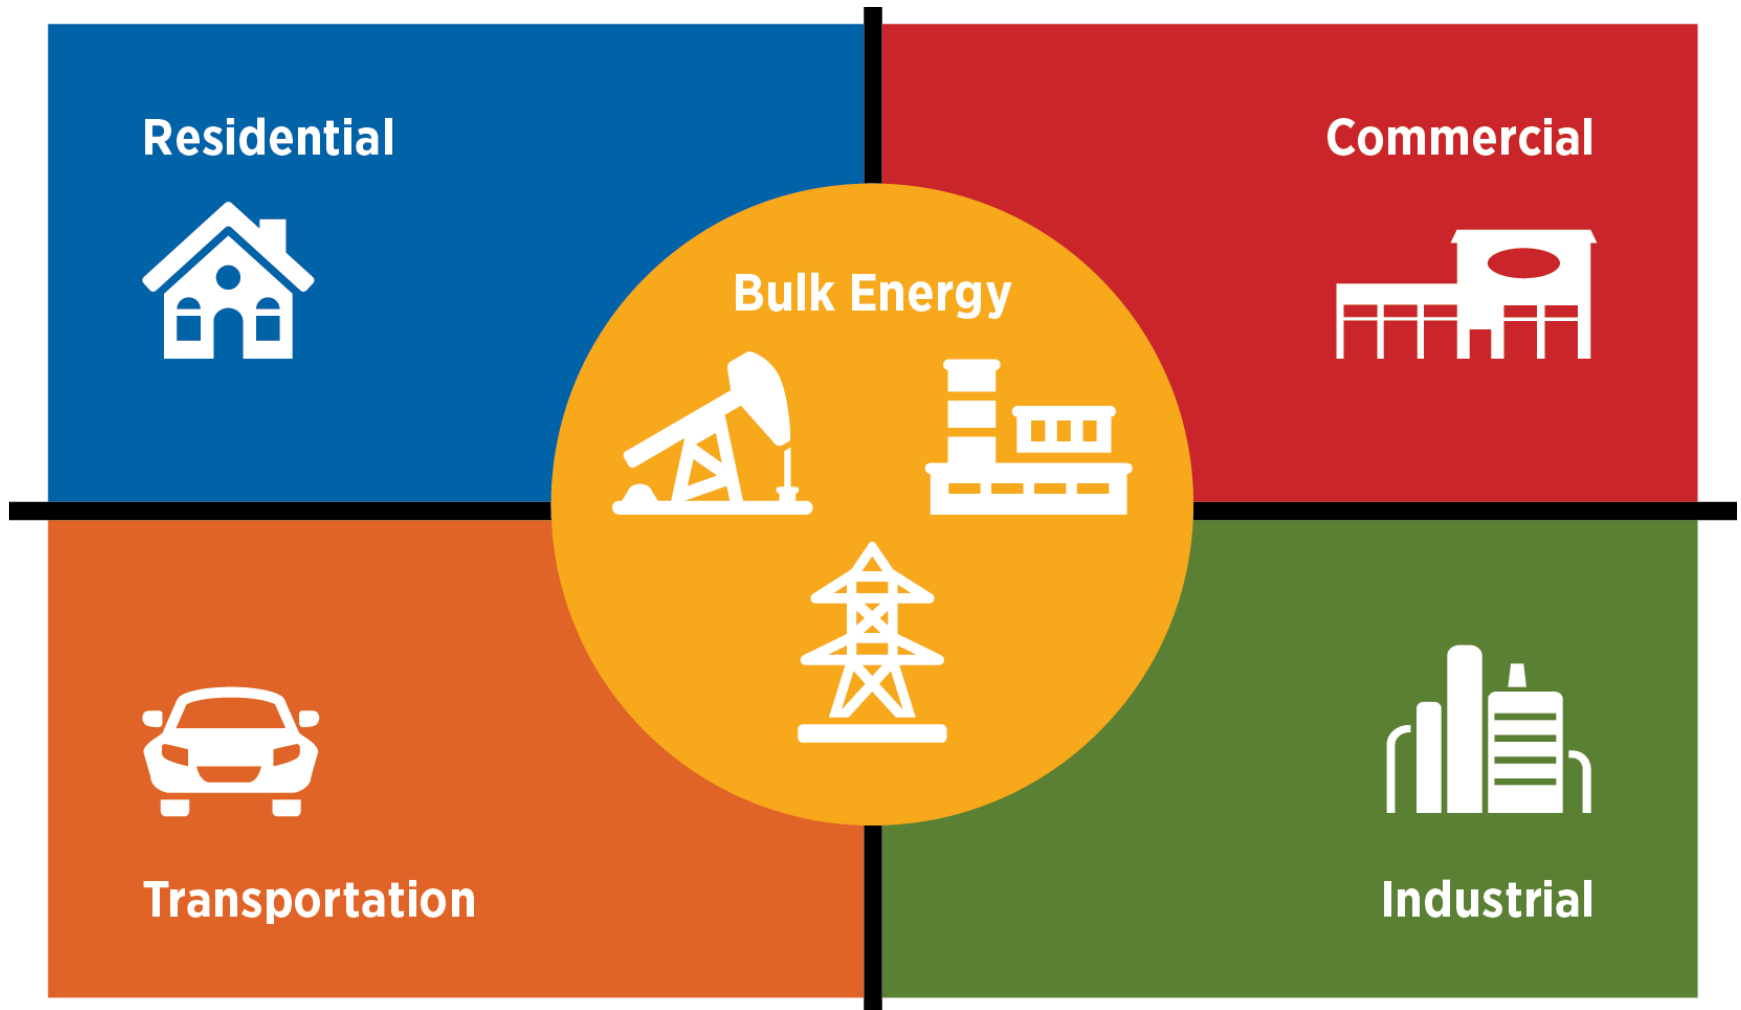 Residential
Commercial
Bulk Energy
Transportation
Industrial